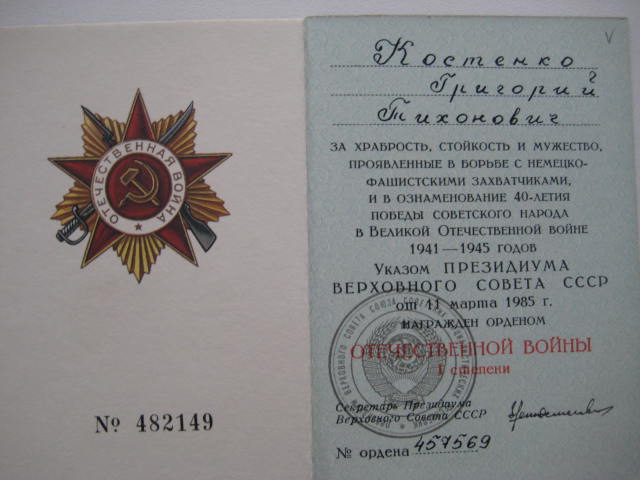 ОТЕЧЕСТВЕННАЯ ВОЙНА
№ 482149
Костенко
Григорий
Тихонович
ЗА ХРАБРОСТЬ, СТОЙКОСТЬ И МУЖЕСТВО,
ПРОЯВЛЕННЫЕ В БОРЬБЕ С НЕМЕЦКО-
ФАШИСТСКИМИ ЗАХВАТЧИКАМИ,
И В ОЗНАМЕНОВАНИЕ 40-ЛЕТИЯ
ПОБЕДЫ СОВЕТСКОГО НАРОДА
В ВЕЛИКОЙ ОТЕЧЕСТВЕННОЙ ВОЙНЕ
1941—1945 ГОДОВ
УКАЗОМ ПРЕЗИДИУМА
ВЕРХОВНОГО СОВЕТА СССР
от 11 марта 1985 г.
НАГРАЖДЕН ОРДЕНОМ
ОТЕЧЕСТВЕННОЙ ВОЙНЫ
I степени
Секретарь Президиума
Верховного Совета СССР
№ ордена 457569